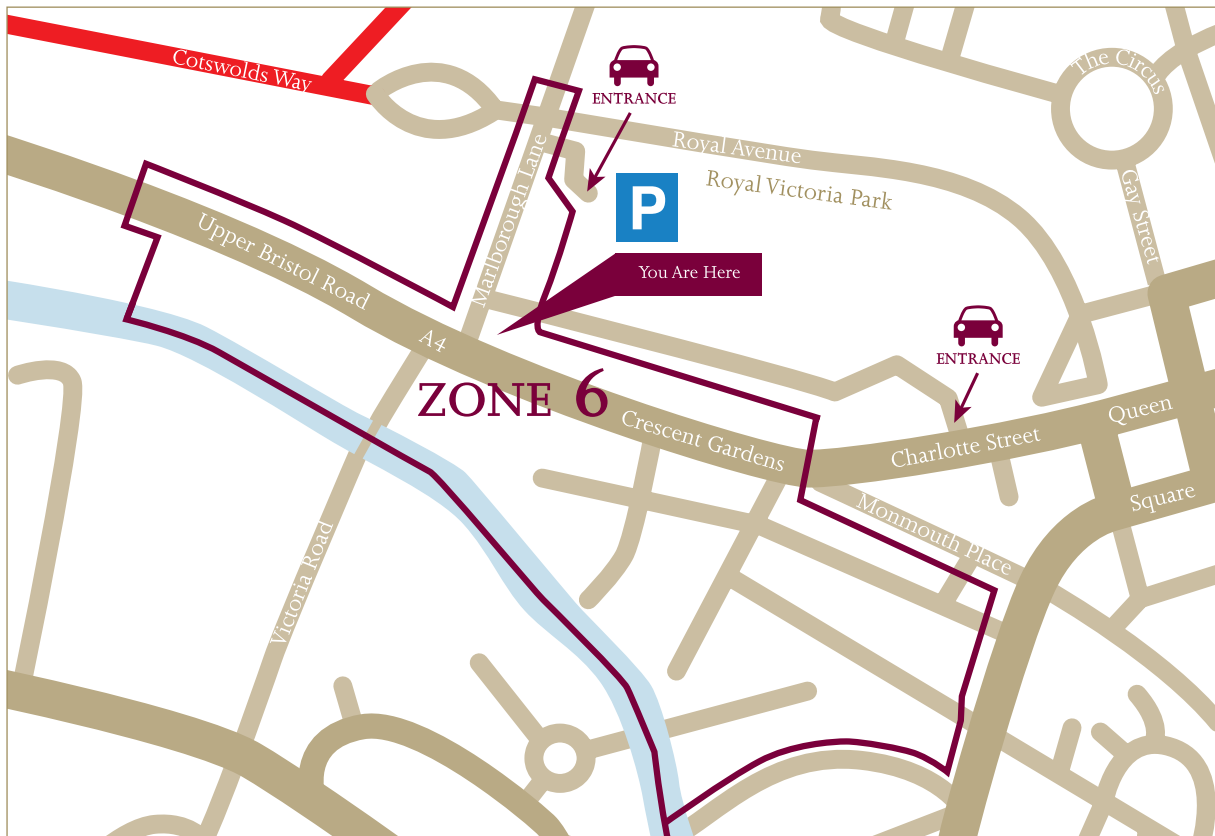 Cotswolds Way
ENTRANCE
The Circus
Royal Avenue
Royal Victoria Park
Marlborough Lane
P
Gay Street
Upper Bristol Road
You Are Here
A4
ENTRANCE
ZONE 6
Crescent Gardens
Charlotte Street
Queen
Square
Monmouth Place
Victoria Road